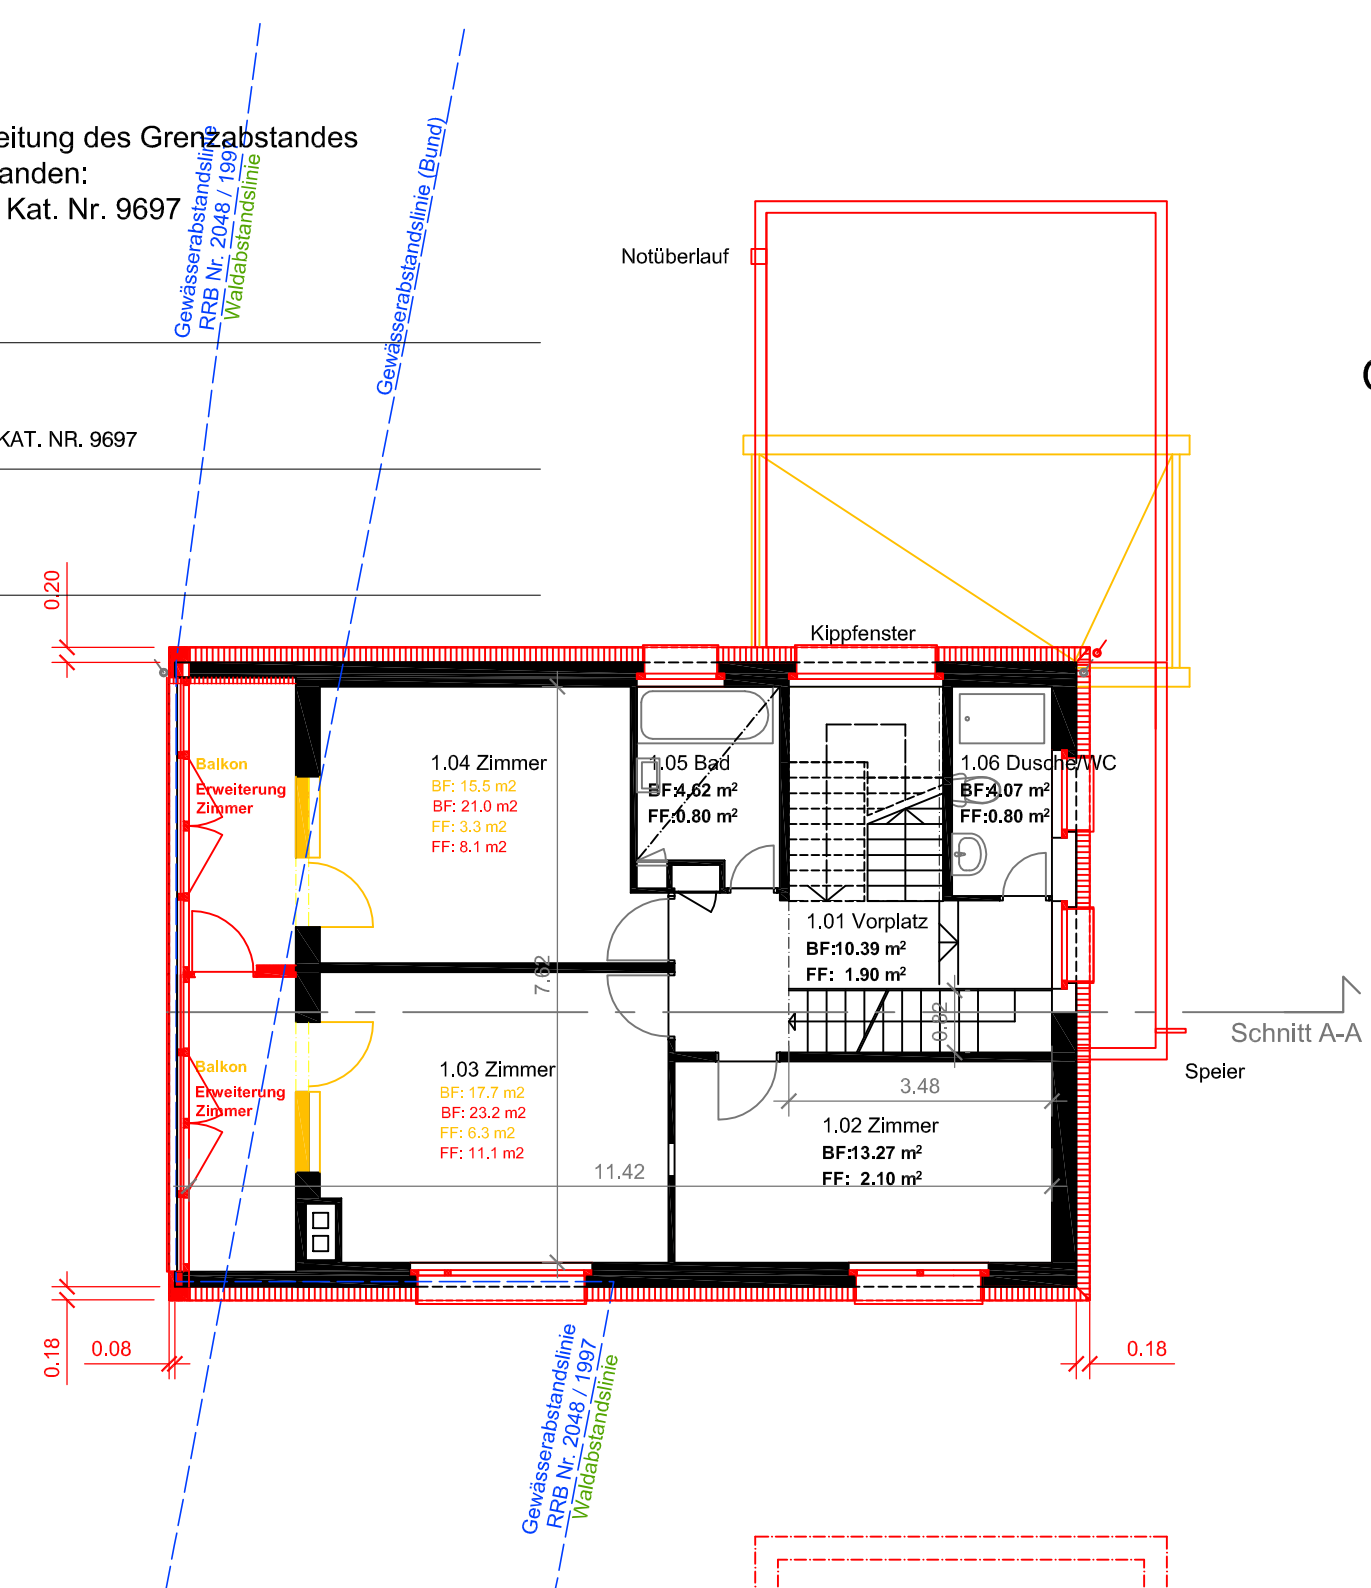 eitung des Grenzabstandes
anden:
Kat. Nr. 9697
Gewässerabstandslinie
RRB Nr. 2048 / 1997
Waldabstandslinie
Gewässerabstandslinie (Bund)
Notüberlauf
KAT. NR. 9697
0.20
Kippfenster
Balkon
Erweiterung
Zimmer
1.04 Zimmer
BF: 15.5 m2
BF: 21.0 m2
FF: 3.3 m2
FF: 8.1 m2
1.05 Bad
BF:4.62 m²
FF:0.80 m²
1.06 Dusche/WC
BF:4.07 m²
FF:0.80 m²
1.01 Vorplatz
BF:10.39 m²
FF: 1.90 m²
7.62
0.92
Schnitt A-A
Speier
Balkon
Erweiterung
Zimmer
1.03 Zimmer
BF: 17.7 m2
BF: 23.2 m2
FF: 6.3 m2
FF: 11.1 m2
3.48
1.02 Zimmer
BF:13.27 m²
FF: 2.10 m²
11.42
0.18
0.08
0.18
Gewässerabstandslinie
RRB Nr. 2048 / 1997
Waldabstandslinie